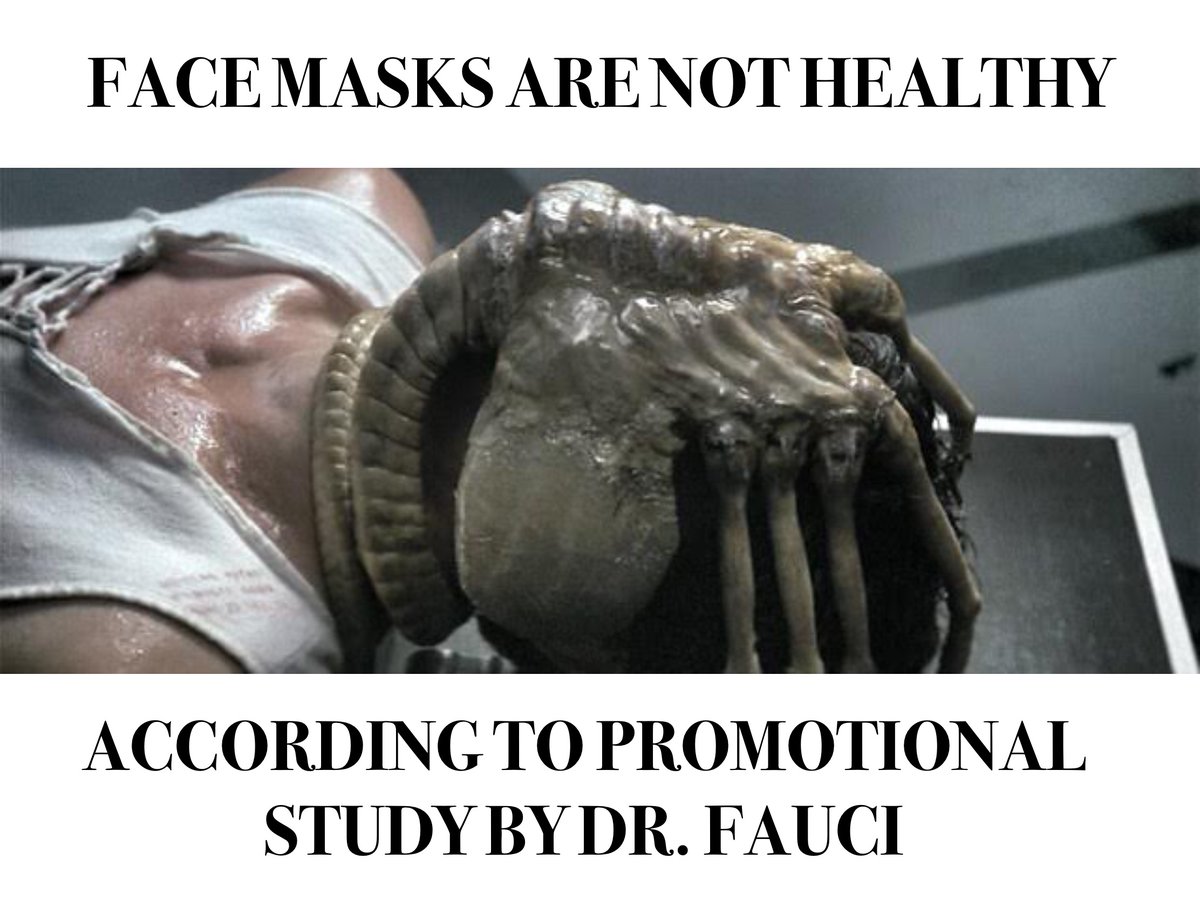 FACE MASKS ARE NOT HEALTHY
ACCORDING TO PROMOTIONAL
STUDY BY DR. FAUCI